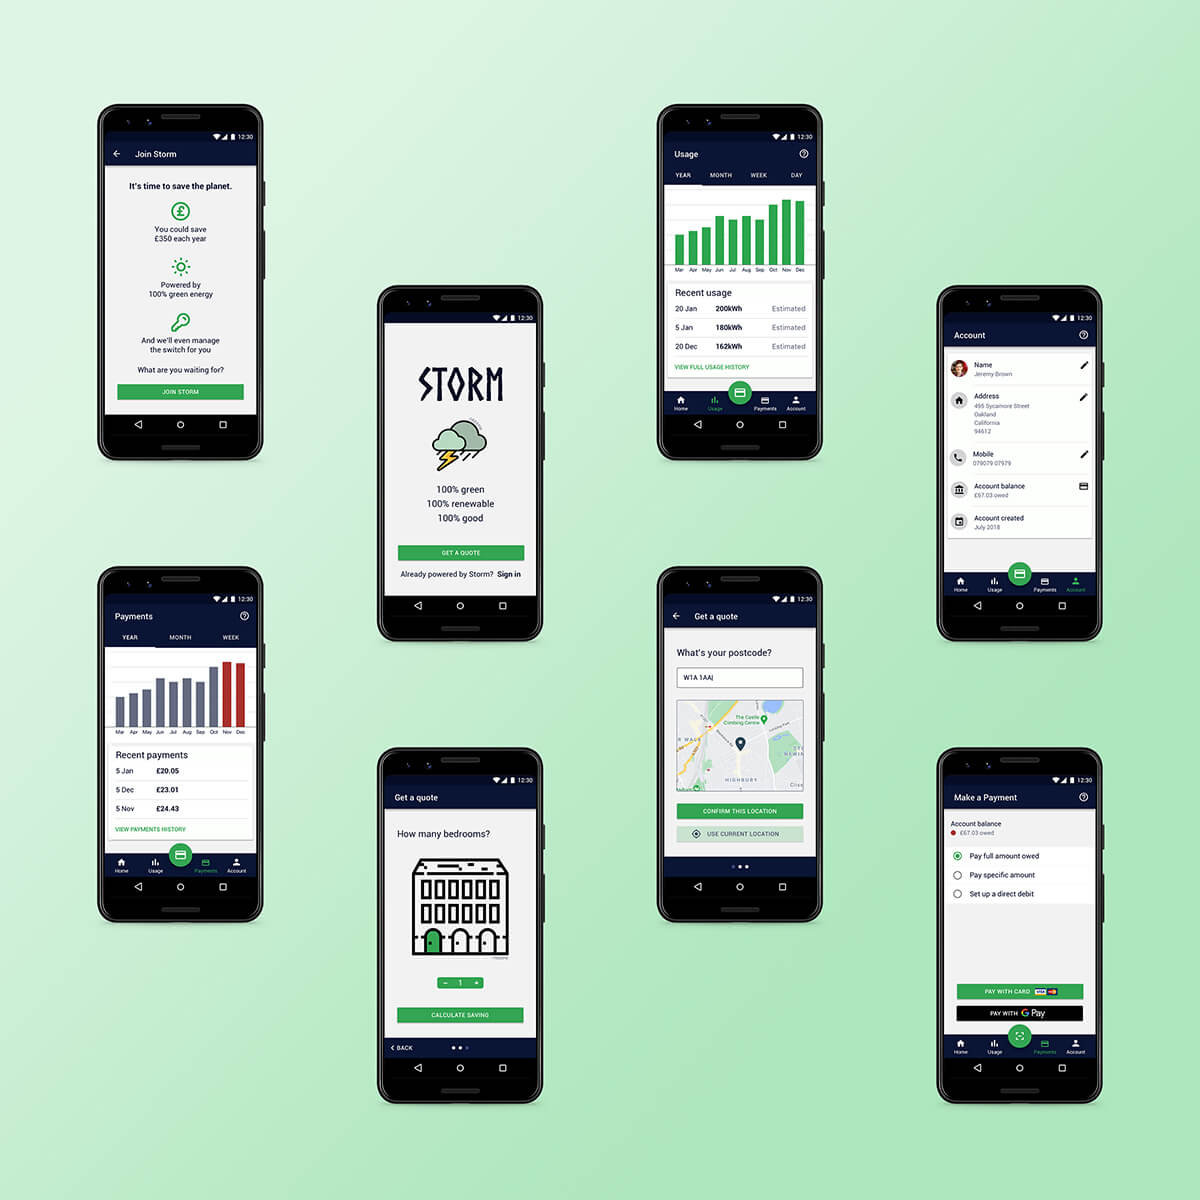 12:30
Join Storm
It's time to save the planet.
You could save
£350 each year
Powered by
100% green energy
And we'll even manage
the switch for you
What are you waiting for?
JOIN STORM
12:30
STORM
100% green
100% renewable
100% good
GET A QUOTE
Already powered by Storm? Sign in
12:30
Usage
YEAR MONTH WEEK DAY
Mar Apr May Jun Jul Aug Sep Oct Nov Dec
Recent usage
20 Jan 200kWh Estimated
5 Jan 180kWh Estimated
20 Dec 162kWh Estimated
VIEW FULL USAGE HISTORY
Home Usage Payments Account
12:30
Account
Name
Jeremy Brown
Address
495 Sycamore Street
Oakland
California
94612
Mobile
079079 07979
Account balance
£67.03 owed
Account created
July 2018
Home Usage Payments Account
12:30
Payments
YEAR MONTH WEEK
Mar Apr May Jun Jul Aug Sep Oct Nov Dec
Recent payments
5 Jan £20.05
5 Dec £23.01
5 Nov £24.43
VIEW PAYMENTS HISTORY
Home Usage Payments Account
12:30
Get a quote
How many bedrooms?
− 1 +
CALCULATE SAVING
BACK
12:30
Get a quote
What's your postcode?
W1A 1AA
The Castle
Climbing Centre
R WALK
HIGHBURY
CONFIRM THIS LOCATION
USE CURRENT LOCATION
12:30
Make a Payment
Account balance
£67.03 owed
Pay full amount owed
Pay specific amount
Set up a direct debit
PAY WITH CARD VISA
PAY WITH G Pay
Home Usage Payments Account